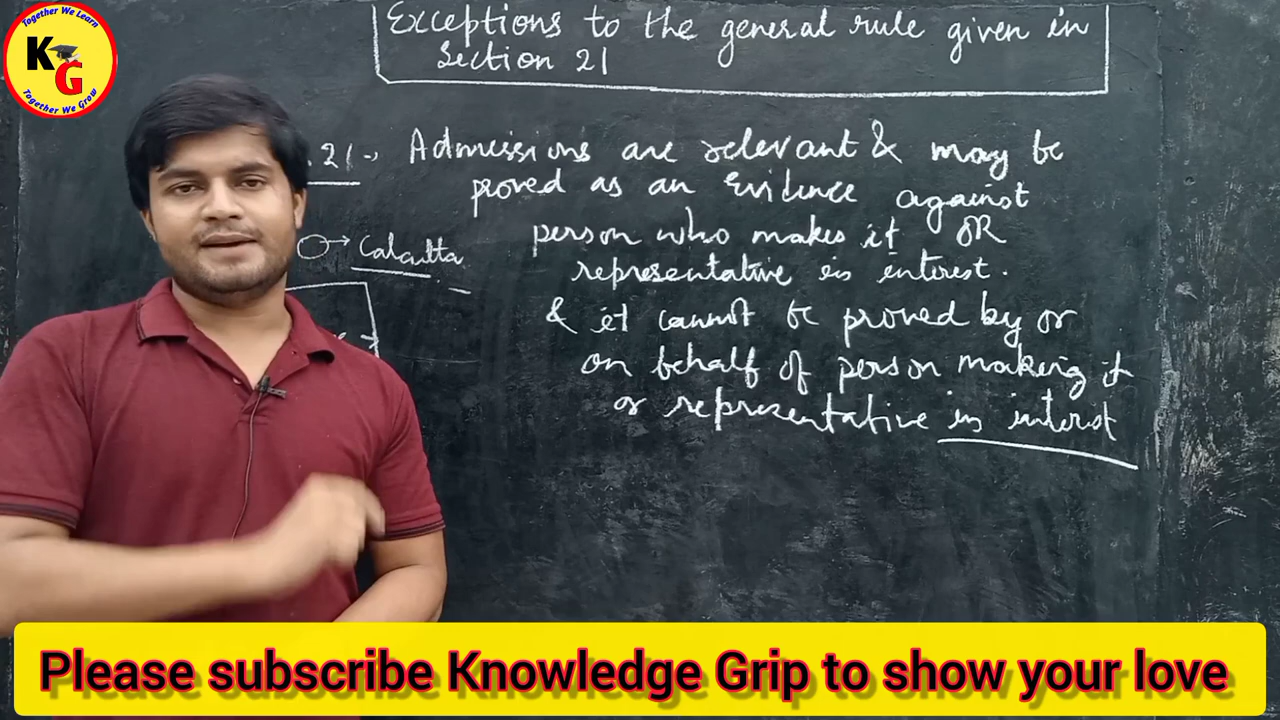 Together We Learn
KG
Together We Grow
Exceptions to the general rule given in
Section 21
. 21 → Admissions are relevant & may be
proved as an Evidence against
person who makes it OR
representative in interest.
→ Calcutta
& it cannot be proved by or
on behalf of person making it
or representative in interest
Please subscribe Knowledge Grip to show your love